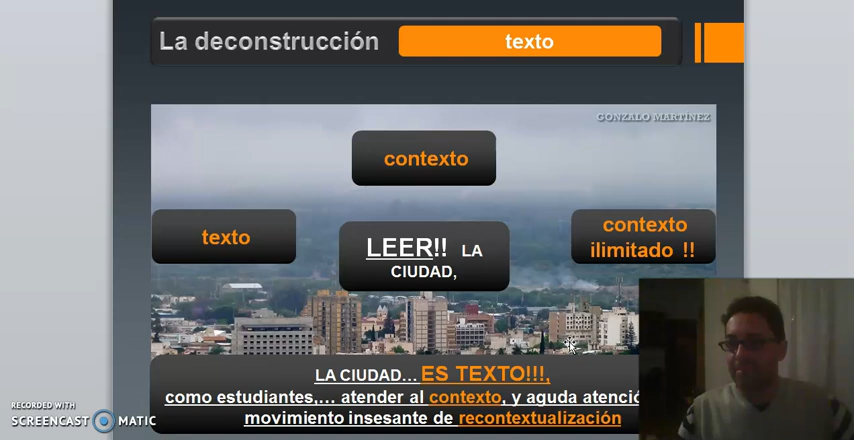 La deconstrucción
texto
GONZALO MARTÍNEZ
contexto
texto
contexto
ilimitado !!
LEER!! LA
CIUDAD,
LA CIUDAD... ES TEXTO!!!,
como estudiantes,... atender al contexto, y aguda atenció
movimiento insesante de recontextualización
RECORDED WITH
SCREENCAST MATIC